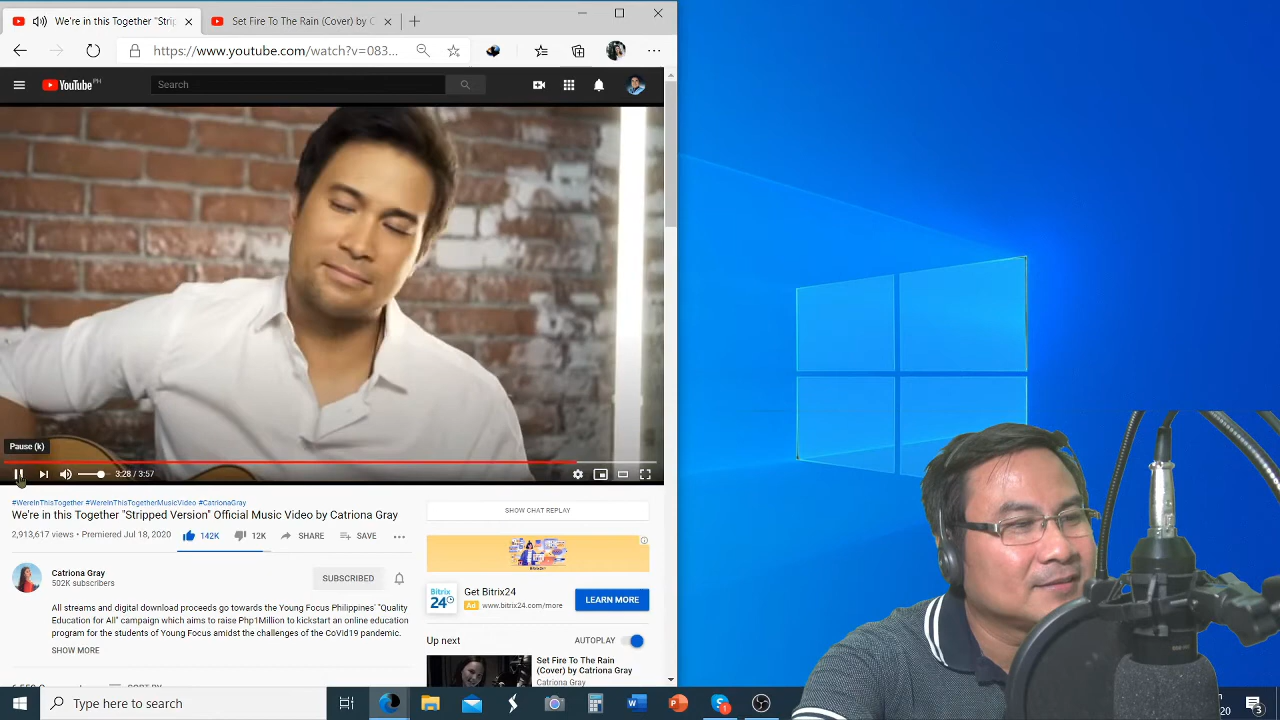 We're in this Together "Strip
Set Fire To The Rain (Cover) by C
https://www.youtube.com/watch?v=083...
YouTube PH
Search
Pause (k)
3:28 / 3:57
#WereInThisTogether #WereInThisTogetherMusicVideo #CatrionaGray
We're in this Together "Stripped Version" Official Music Video by Catriona Gray
2,913,617 views • Premiered Jul 18, 2020
142K
12K
SHARE
SAVE
Catriona Gray
502K subscribers
SUBSCRIBED
All streams and digital download proceeds go towards the Young Focus Philippines' "Quality
Education for All" campaign which aims to raise Php1Million to kickstart an online education
program for the students of Young Focus amidst the challenges of the CoVid19 pandemic.
SHOW MORE
SHOW CHAT REPLAY
Bitrix 24
Get Bitrix24
Ad www.bitrix24.com/more
LEARN MORE
Up next
AUTOPLAY
Set Fire To The Rain
(Cover) by Catriona Gray
Catriona Gray
Type here to search
20
3